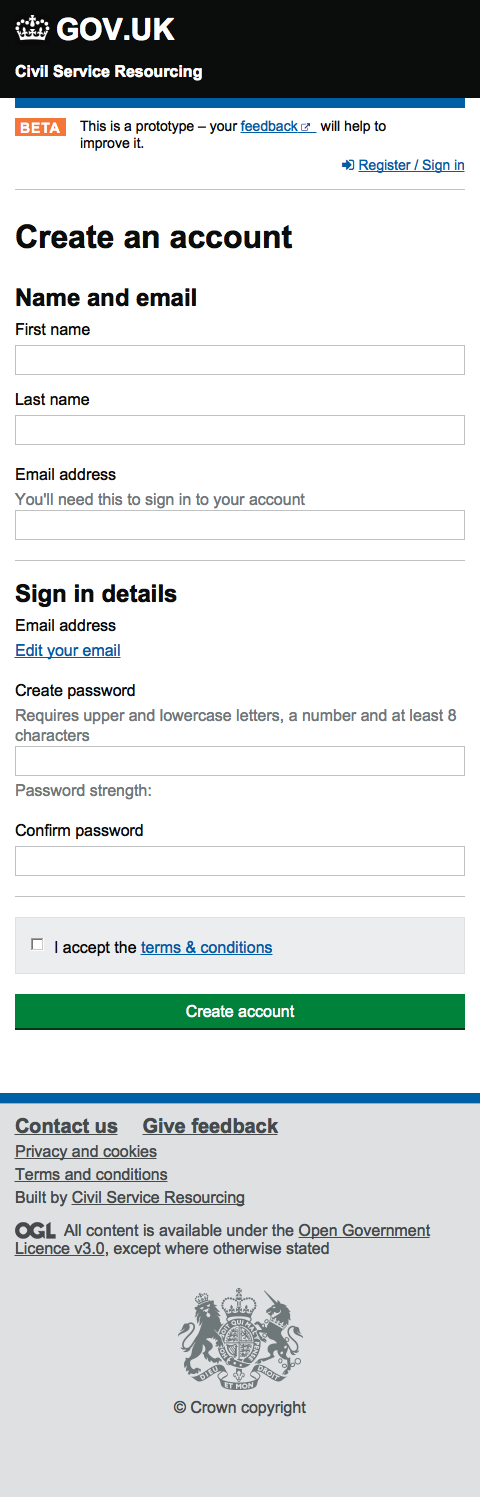 GOV.UK
Civil Service Resourcing
BETA This is a prototype – your feedback will help to
improve it.
Register / Sign in
Create an account
Name and email
First name
Last name
Email address
You'll need this to sign in to your account
Sign in details
Email address
Edit your email
Create password
Requires upper and lowercase letters, a number and at least 8
characters
Password strength:
Confirm password
I accept the terms & conditions
Create account
Contact us Give feedback
Privacy and cookies
Terms and conditions
Built by Civil Service Resourcing
OGL All content is available under the Open Government
Licence v3.0, except where otherwise stated
DIEU ET MON DROIT
© Crown copyright